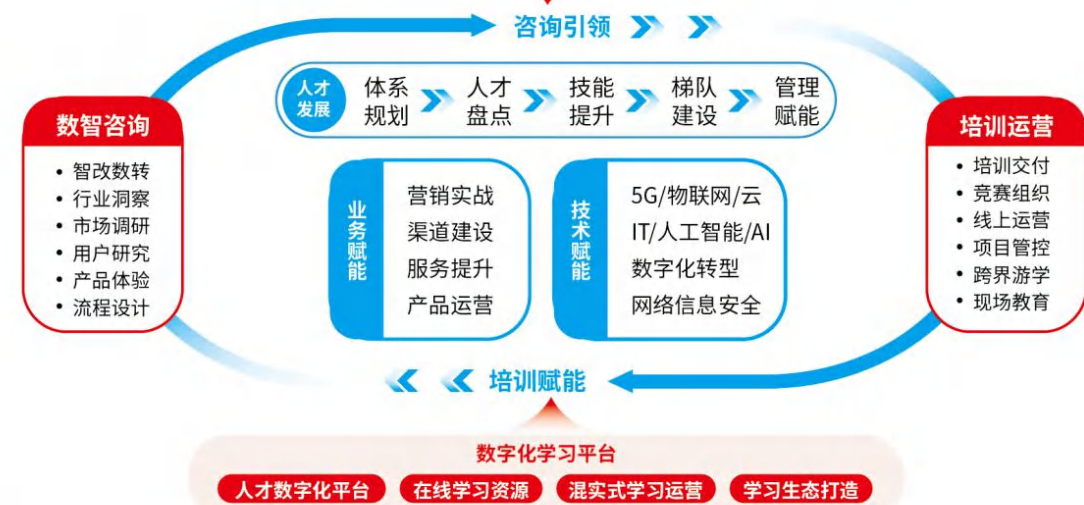 咨询引领
人才
发展
体系
规划
人才
盘点
技能
提升
梯队
建设
管理
赋能
数智咨询
• 智改数转
• 行业洞察
• 市场调研
• 用户研究
• 产品体验
• 流程设计
业务赋能
营销实战
渠道建设
服务提升
产品运营
技术赋能
5G/物联网/云
IT/人工智能/AI
数字化转型
网络信息安全
培训运营
• 培训交付
• 竞赛组织
• 线上运营
• 项目管控
• 跨界游学
• 现场教育
培训赋能
数字化学习平台
人才数字化平台
在线学习资源
混实式学习运营
学习生态打造